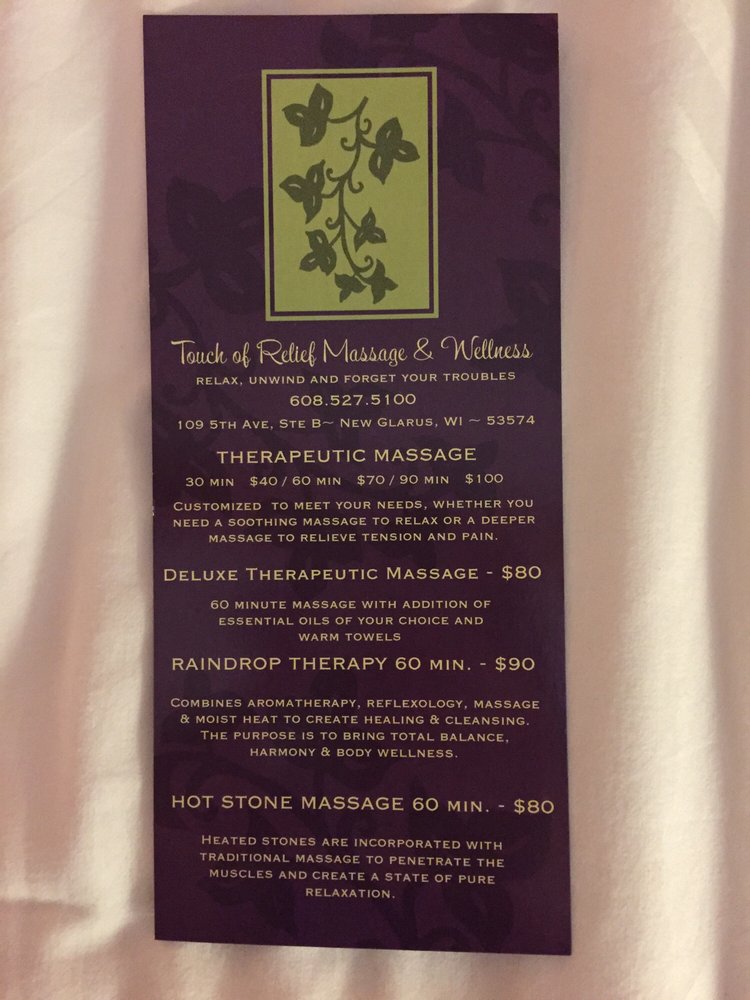 Touch of Relief Massage & Wellness
RELAX, UNWIND AND FORGET YOUR TROUBLES
608.527.5100
109 5TH AVE, STE B~ NEW GLARUS, WI ~ 53574
THERAPEUTIC MASSAGE
30 MIN $40 / 60 MIN $70 / 90 MIN $100
CUSTOMIZED TO MEET YOUR NEEDS, WHETHER YOU
NEED A SOOTHING MASSAGE TO RELAX OR A DEEPER
MASSAGE TO RELIEVE TENSION AND PAIN.
DELUXE THERAPEUTIC MASSAGE - $80
60 MINUTE MASSAGE WITH ADDITION OF
ESSENTIAL OILS OF YOUR CHOICE AND
WARM TOWELS
RAINDROP THERAPY 60 MIN. - $90
COMBINES AROMATHERAPY, REFLEXOLOGY, MASSAGE
& MOIST HEAT TO CREATE HEALING & CLEANSING.
THE PURPOSE IS TO BRING TOTAL BALANCE,
HARMONY & BODY WELLNESS.
HOT STONE MASSAGE 60 MIN. - $80
HEATED STONES ARE INCORPORATED WITH
TRADITIONAL MASSAGE TO PENETRATE THE
MUSCLES AND CREATE A STATE OF PURE
RELAXATION.